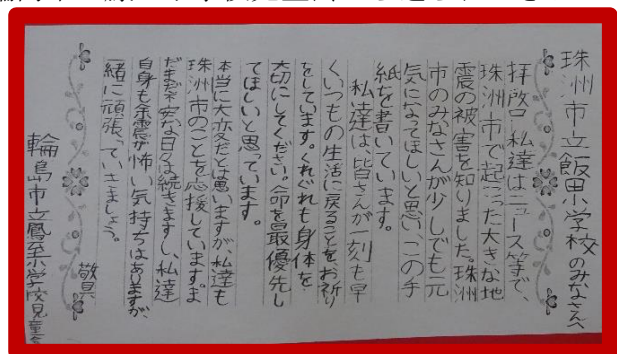 珠洲市立飯田小学校のみなさんへ
拝啓 私達はニュース等で、
珠洲市で起こった大きな地
震の被害を知りました。珠洲
市のみなさんが少しでも元
気になってほしいと思い、この手
紙を書いています。
私達は、皆さんが一刻も早
くいつもの生活に戻ることをお祈り
をしています。くれぐれも身体を
大切にしてください。命を最優先し
てほしいと思っています。
本当に大変だとは思いますが、私達も
珠洲市のことを応援しています。ま
だまだ不安な日々は続きますし、私達
自身も余震が怖い気持ちはありますが、
一緒に頑張っていきましょう。
敬具
輪島市立鳳至小学校児童会